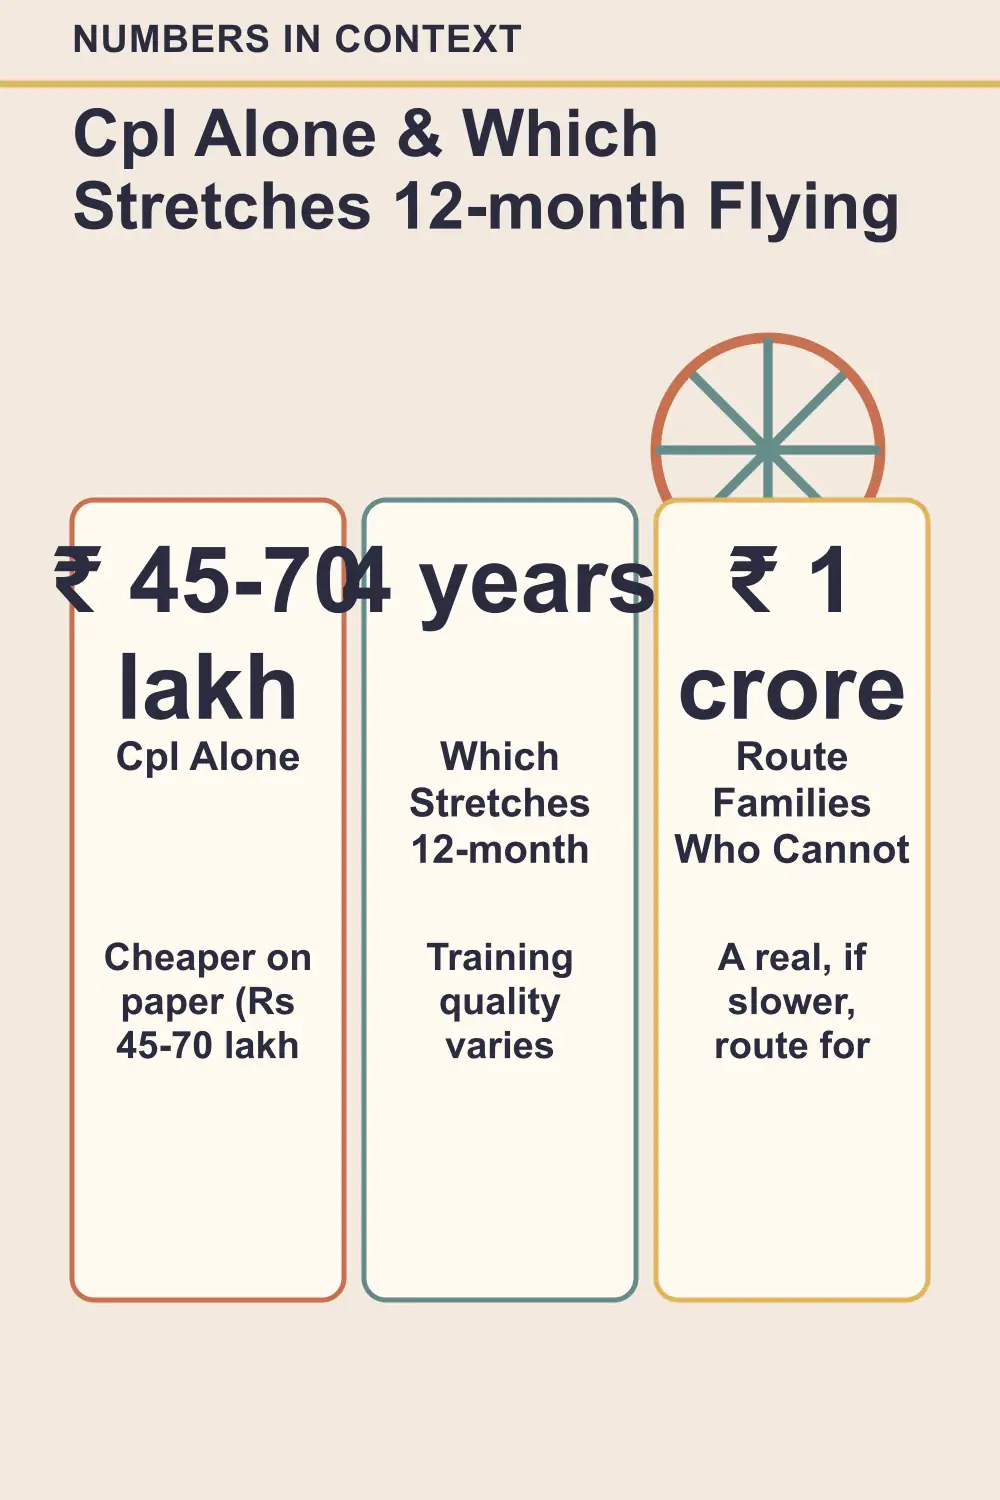 NUMBERS IN CONTEXT
Cpl Alone & Which
Stretches 12-month Flying
₹ 45-70
lakh
Cpl Alone
Cheaper on
paper (Rs
45-70 lakh
4 years
Which
Stretches
12-month
Training
quality
varies
₹ 1
crore
Route
Families
Who Cannot
A real, if
slower,
route for